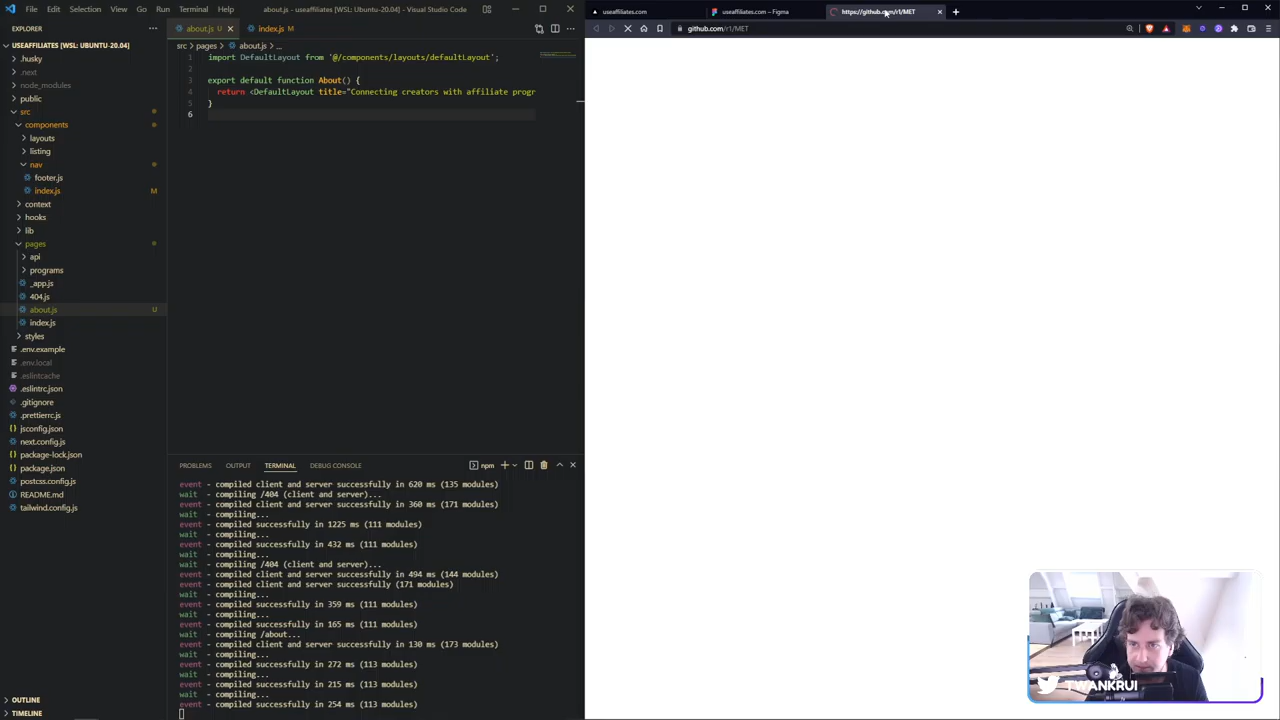 File Edit Selection View Go Run Terminal Help
about.js - useaffiliates [WSL: Ubuntu-20.04] - Visual Studio Code
EXPLORER
USEAFFILIATES [WSL: UBUNTU-20.04]
.husky
.next
node_modules
public
src
components
layouts
listing
nav
footer.js
index.js M
context
hooks
lib
pages
api
programs
_app.js
404.js
about.js U
index.js
styles
.env.example
.env.local
.eslintcache
.eslintrc.json
.gitignore
.prettierrc.js
jsconfig.json
next.config.js
package-lock.json
package.json
postcss.config.js
README.md
tailwind.config.js
OUTLINE
TIMELINE
about.js U
index.js M
src > pages > about.js > ...
1 import DefaultLayout from '@/components/layouts/defaultLayout';
2
3 export default function About() {
4 return <DefaultLayout title="Connecting creators with affiliate progr
5 }
6
PROBLEMS OUTPUT TERMINAL DEBUG CONSOLE
npm
event - compiled client and server successfully in 620 ms (135 modules)
wait - compiling /404 (client and server)...
event - compiled client and server successfully in 360 ms (171 modules)
wait - compiling...
event - compiled successfully in 1225 ms (111 modules)
wait - compiling...
event - compiled successfully in 432 ms (111 modules)
wait - compiling...
wait - compiling /404 (client and server)...
event - compiled client and server successfully in 494 ms (144 modules)
event - compiled client and server successfully (171 modules)
wait - compiling...
event - compiled successfully in 359 ms (111 modules)
wait - compiling...
event - compiled successfully in 165 ms (111 modules)
wait - compiling /about...
event - compiled client and server successfully in 130 ms (173 modules)
wait - compiling...
event - compiled successfully in 272 ms (113 modules)
wait - compiling...
event - compiled successfully in 215 ms (113 modules)
wait - compiling...
event - compiled successfully in 254 ms (113 modules)
useaffiliates.com
useaffiliates.com – Figma
https://github.com/r1/MET
github.com/r1/MET
TWANKRUI